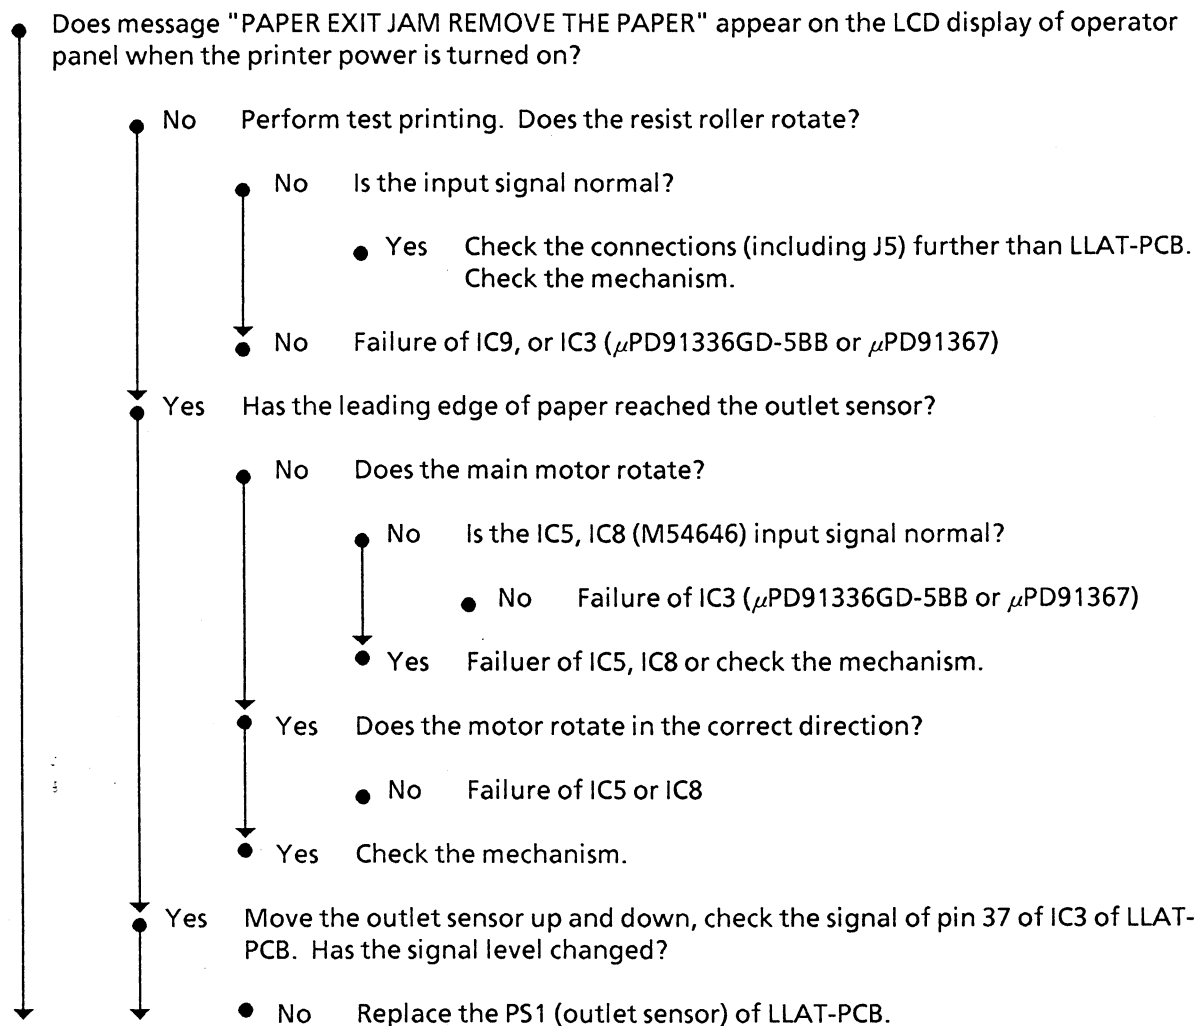 Does message "PAPER EXIT JAM REMOVE THE PAPER" appear on the LCD display of operator
panel when the printer power is turned on?
No Perform test printing. Does the resist roller rotate?
No Is the input signal normal?
Yes Check the connections (including J5) further than LLAT-PCB.
Check the mechanism.
No Failure of IC9, or IC3 (μPD91336GD-5BB or μPD91367)
Yes Has the leading edge of paper reached the outlet sensor?
No Does the main motor rotate?
No Is the IC5, IC8 (M54646) input signal normal?
No Failure of IC3 (μPD91336GD-5BB or μPD91367)
Yes Failuer of IC5, IC8 or check the mechanism.
Yes Does the motor rotate in the correct direction?
No Failure of IC5 or IC8
Yes Check the mechanism.
Yes Move the outlet sensor up and down, check the signal of pin 37 of IC3 of LLAT-
PCB. Has the signal level changed?
No Replace the PS1 (outlet sensor) of LLAT-PCB.